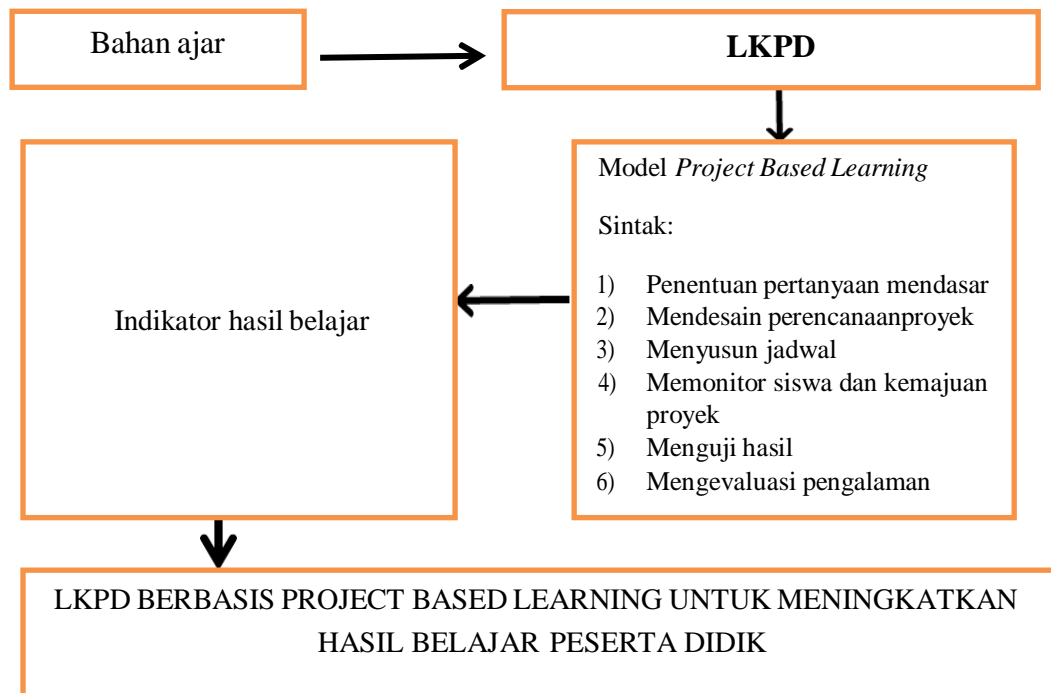 Bahan ajar
LKPD
Model Project Based Learning
Sintak:
1) Penentuan pertanyaan mendasar
2) Mendesain perencanaanproyek
3) Menyusun jadwal
4) Memonitor siswa dan kemajuan
proyek
5) Menguji hasil
6) Mengevaluasi pengalaman
Indikator hasil belajar
LKPD BERBASIS PROJECT BASED LEARNING UNTUK MENINGKATKAN
HASIL BELAJAR PESERTA DIDIK